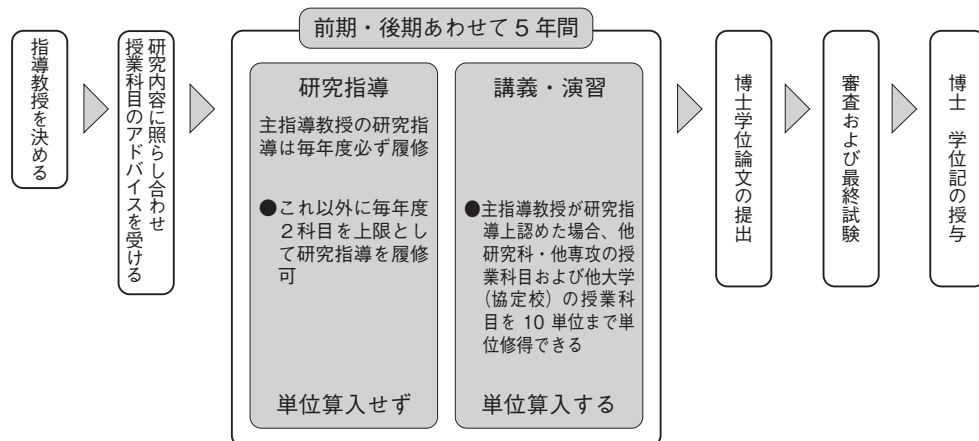 指導教授を決める
研究内容に照らし合わせ
授業科目のアドバイスを受ける
前期・後期あわせて5年間
研究指導
主指導教授の研究指
導は毎年度必ず履修
●これ以外に毎年度
2科目を上限とし
て研究指導を履修
可
単位算入せず
講義・演習
●主指導教授が研究指
導上認めた場合、他
研究科・他専攻の授
業科目および他大学
(協定校)の授業科
目を 10 単位まで単
位修得できる
単位算入する
博士学位論文の提出
審査および最終試験
博士 学位記の授与